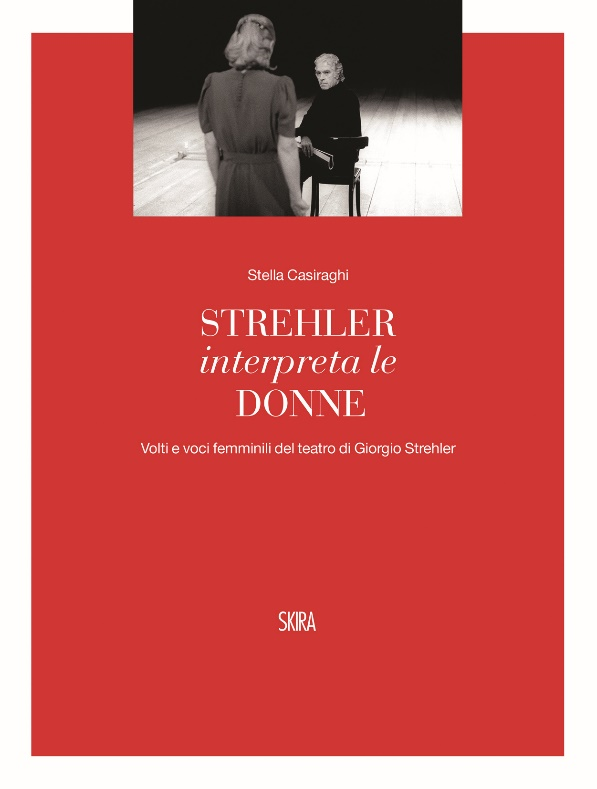 Stella Casiraghi
STREHLER
interpreta le
DONNE
Volti e voci femminili del teatro di Giorgio Strehler
SKIRA